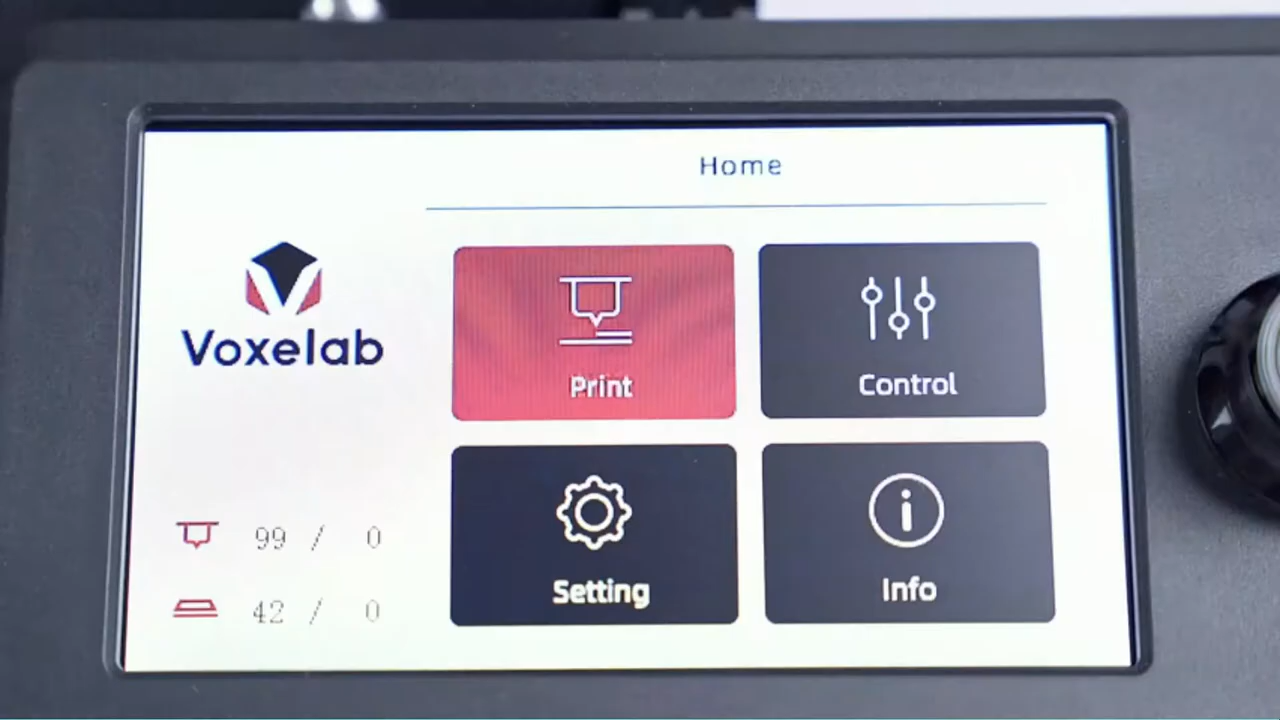 Home
Voxelab
Print
Control
99 / 0
42 / 0
Setting
Info